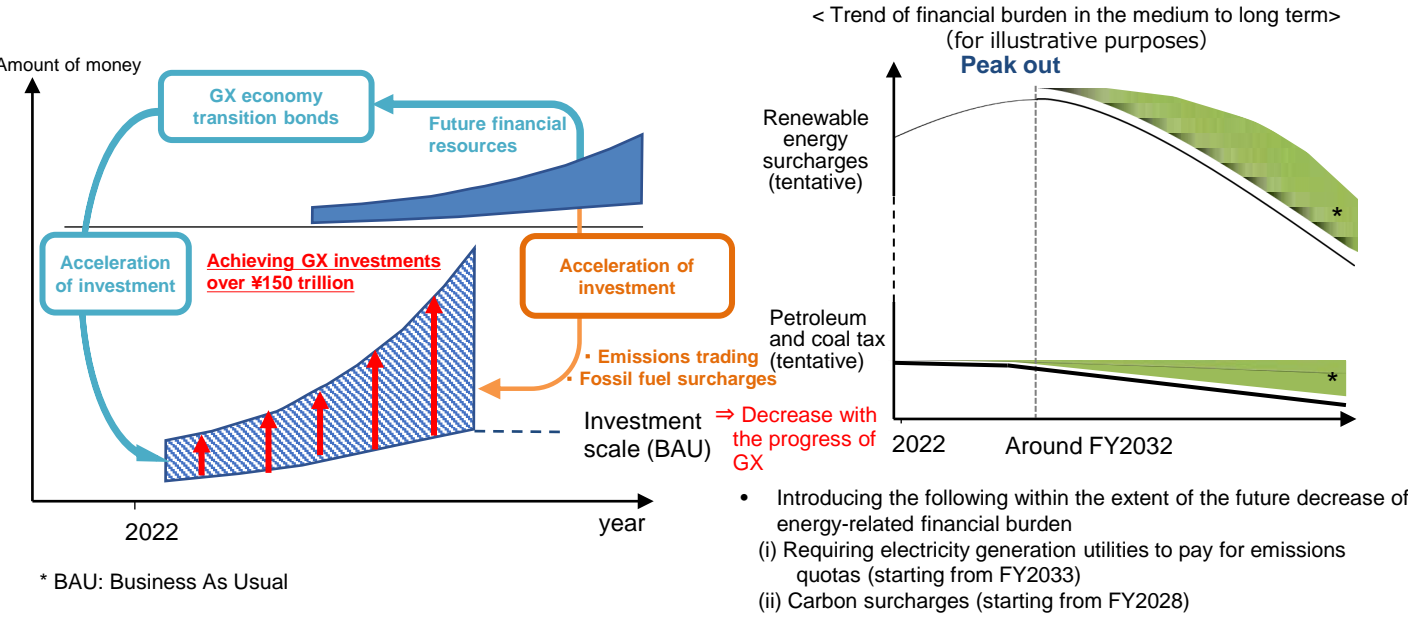 Amount of money
GX economy
transition bonds
Future financial
resources
Acceleration
of investment
Achieving GX investments
over ¥150 trillion
Acceleration of
investment
・Emissions trading
・Fossil fuel surcharges
Investment
scale (BAU)
2022
year
* BAU: Business As Usual
< Trend of financial burden in the medium to long term>
(for illustrative purposes)
Peak out
Renewable
energy
surcharges
(tentative)
*
Petroleum
and coal tax
(tentative)
*
⇒ Decrease with
the progress of
GX
2022
Around FY2032
• Introducing the following within the extent of the future decrease of
energy-related financial burden
(i) Requiring electricity generation utilities to pay for emissions
quotas (starting from FY2033)
(ii) Carbon surcharges (starting from FY2028)